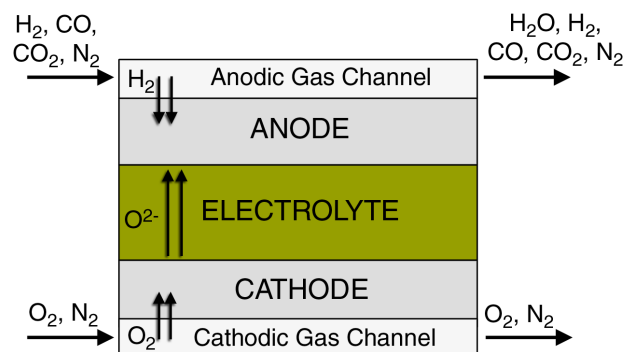 H₂, CO,
CO₂, N₂
H₂O, H₂,
CO, CO₂, N₂
H₂ Anodic Gas Channel
ANODE
O²⁻ ELECTROLYTE
CATHODE
O₂, N₂
O₂ Cathodic Gas Channel
O₂, N₂